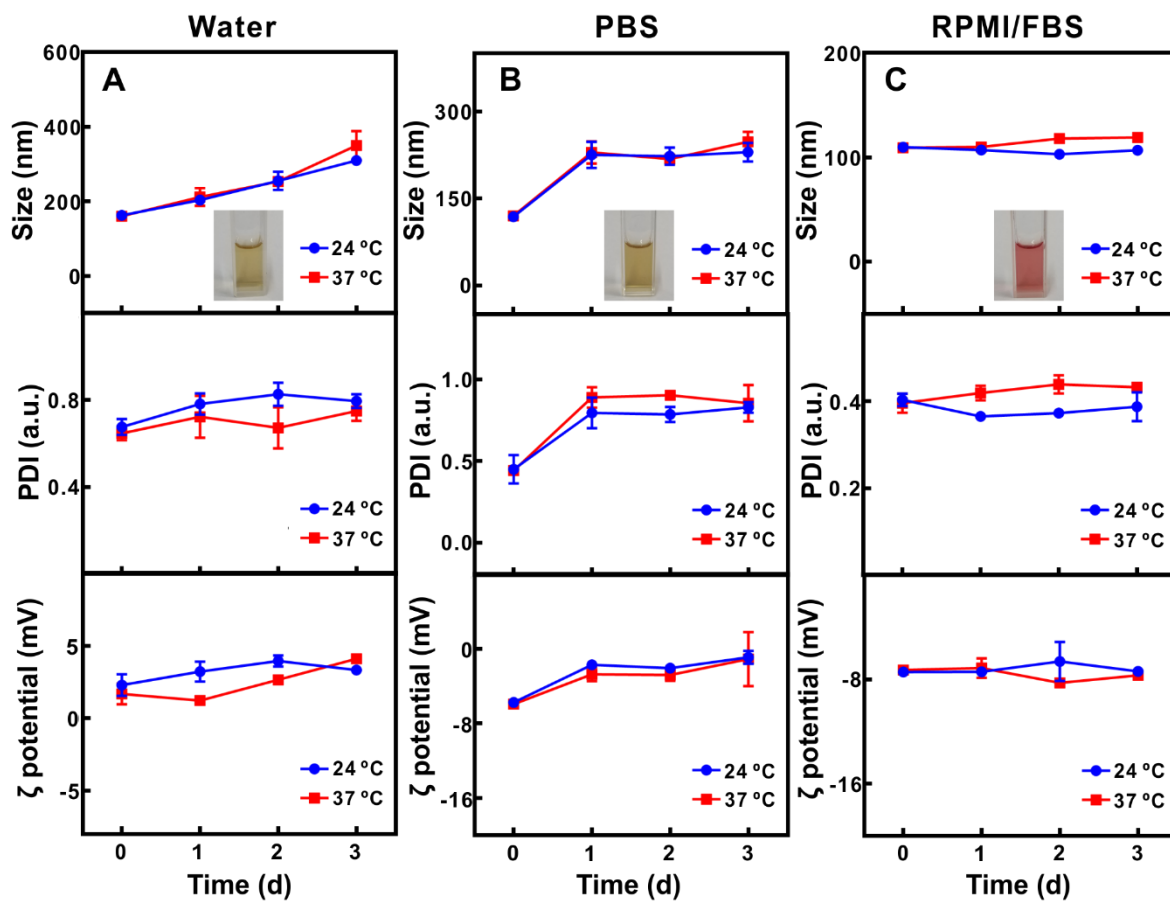 Water
PBS
RPMI/FBS
A
Size (nm)
600
400
200
0
24 ºC
37 ºC
B
Size (nm)
300
150
0
24 ºC
37 ºC
C
Size (nm)
200
100
0
24 ºC
37 ºC
PDI (a.u.)
0.8
0.4
24 ºC
37 ºC
PDI (a.u.)
1.0
0.5
0.0
24 ºC
37 ºC
PDI (a.u.)
0.4
0.2
24 ºC
37 ºC
ζ potential (mV)
5
0
-5
24 ºC
37 ºC
0 1 2 3
Time (d)
ζ potential (mV)
0
-8
-16
24 ºC
37 ºC
0 1 2 3
Time (d)
ζ potential (mV)
-8
-16
24 ºC
37 ºC
0 1 2 3
Time (d)